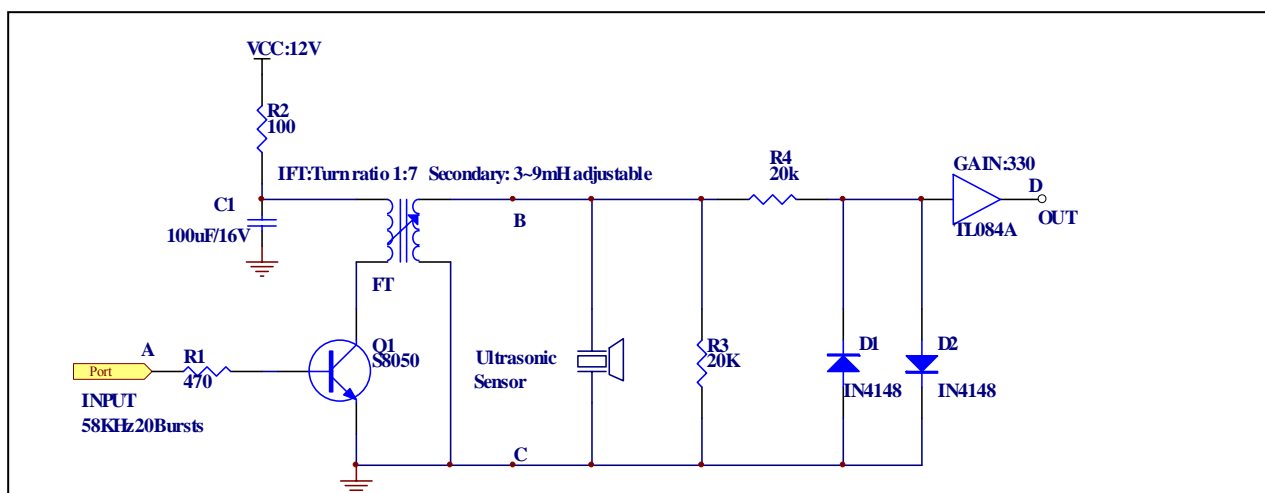 VCC:12V
R2
100
IFT:Turn ratio 1:7 Secondary: 3~9mH adjustable
R4
20k
GAIN:330
D
OUT
TL084A
C1
100uF/16V
B
FT
A
Port
R1
470
INPUT
58KHz20Bursts
Q1
S8050
Ultrasonic
Sensor
R3
20K
D1
IN4148
D2
IN4148
C